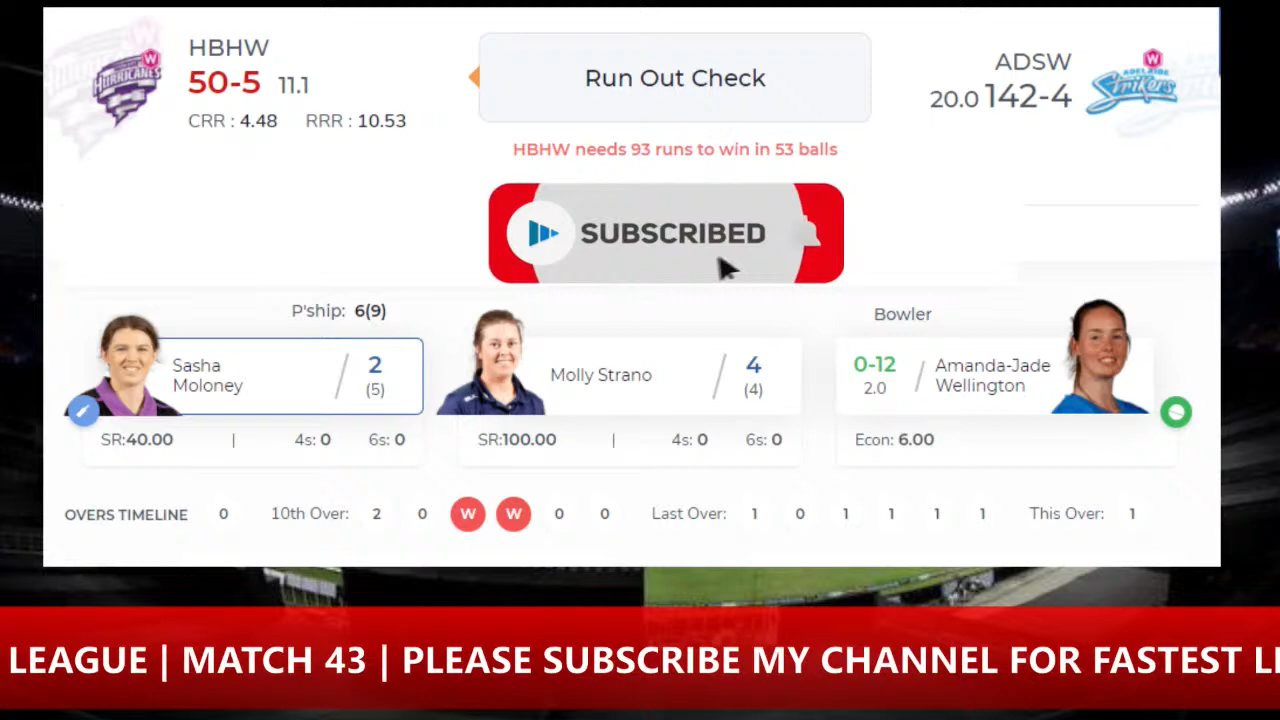 HBHW
50-5 11.1
CRR : 4.48 RRR : 10.53
W
HURRICANES
Run Out Check
HBHW needs 93 runs to win in 53 balls
ADSW
20.0 142-4
W
ADELAIDE
Strikers
SUBSCRIBED
P'ship: 6(9)
Sasha
Moloney
2
(5)
SR:40.00 | 4s: 0 6s: 0
Molly Strano
4
(4)
SR:100.00 | 4s: 0 6s: 0
Bowler
0-12
2.0
Amanda-Jade
Wellington
Econ: 6.00
OVERS TIMELINE 0 10th Over: 2 0 W W 0 0 Last Over: 1 0 1 1 1 1 This Over: 1
LEAGUE | MATCH 43 | PLEASE SUBSCRIBE MY CHANNEL FOR FASTEST